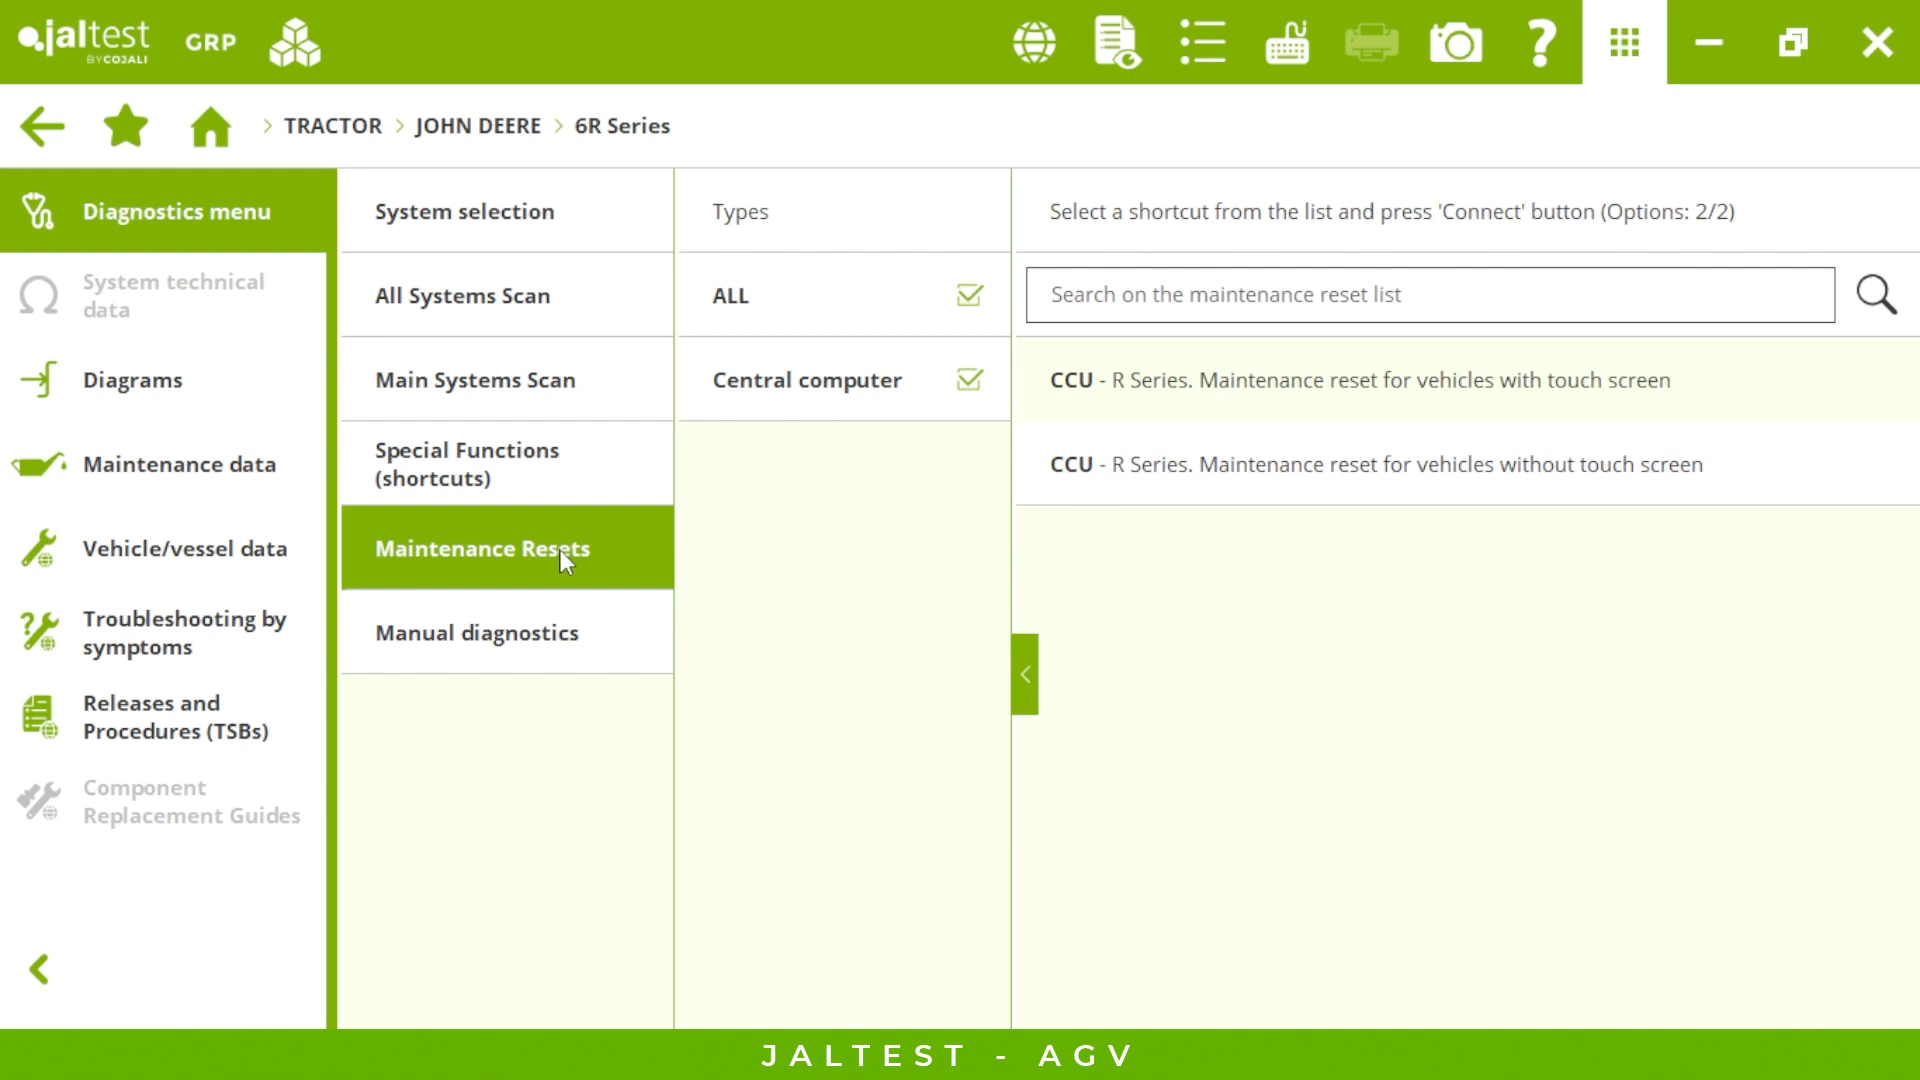 jaltest
BY COJALI
GRP
TRACTOR > JOHN DEERE > 6R Series
Diagnostics menu
System technical
data
Diagrams
Maintenance data
Vehicle/vessel data
Troubleshooting by
symptoms
Releases and
Procedures (TSBs)
Component
Replacement Guides
System selection
All Systems Scan
Main Systems Scan
Special Functions
(shortcuts)
Maintenance Resets
Manual diagnostics
Types
ALL
Central computer
Select a shortcut from the list and press 'Connect' button (Options: 2/2)
Search on the maintenance reset list
CCU - R Series. Maintenance reset for vehicles with touch screen
CCU - R Series. Maintenance reset for vehicles without touch screen
JALTEST - AGV